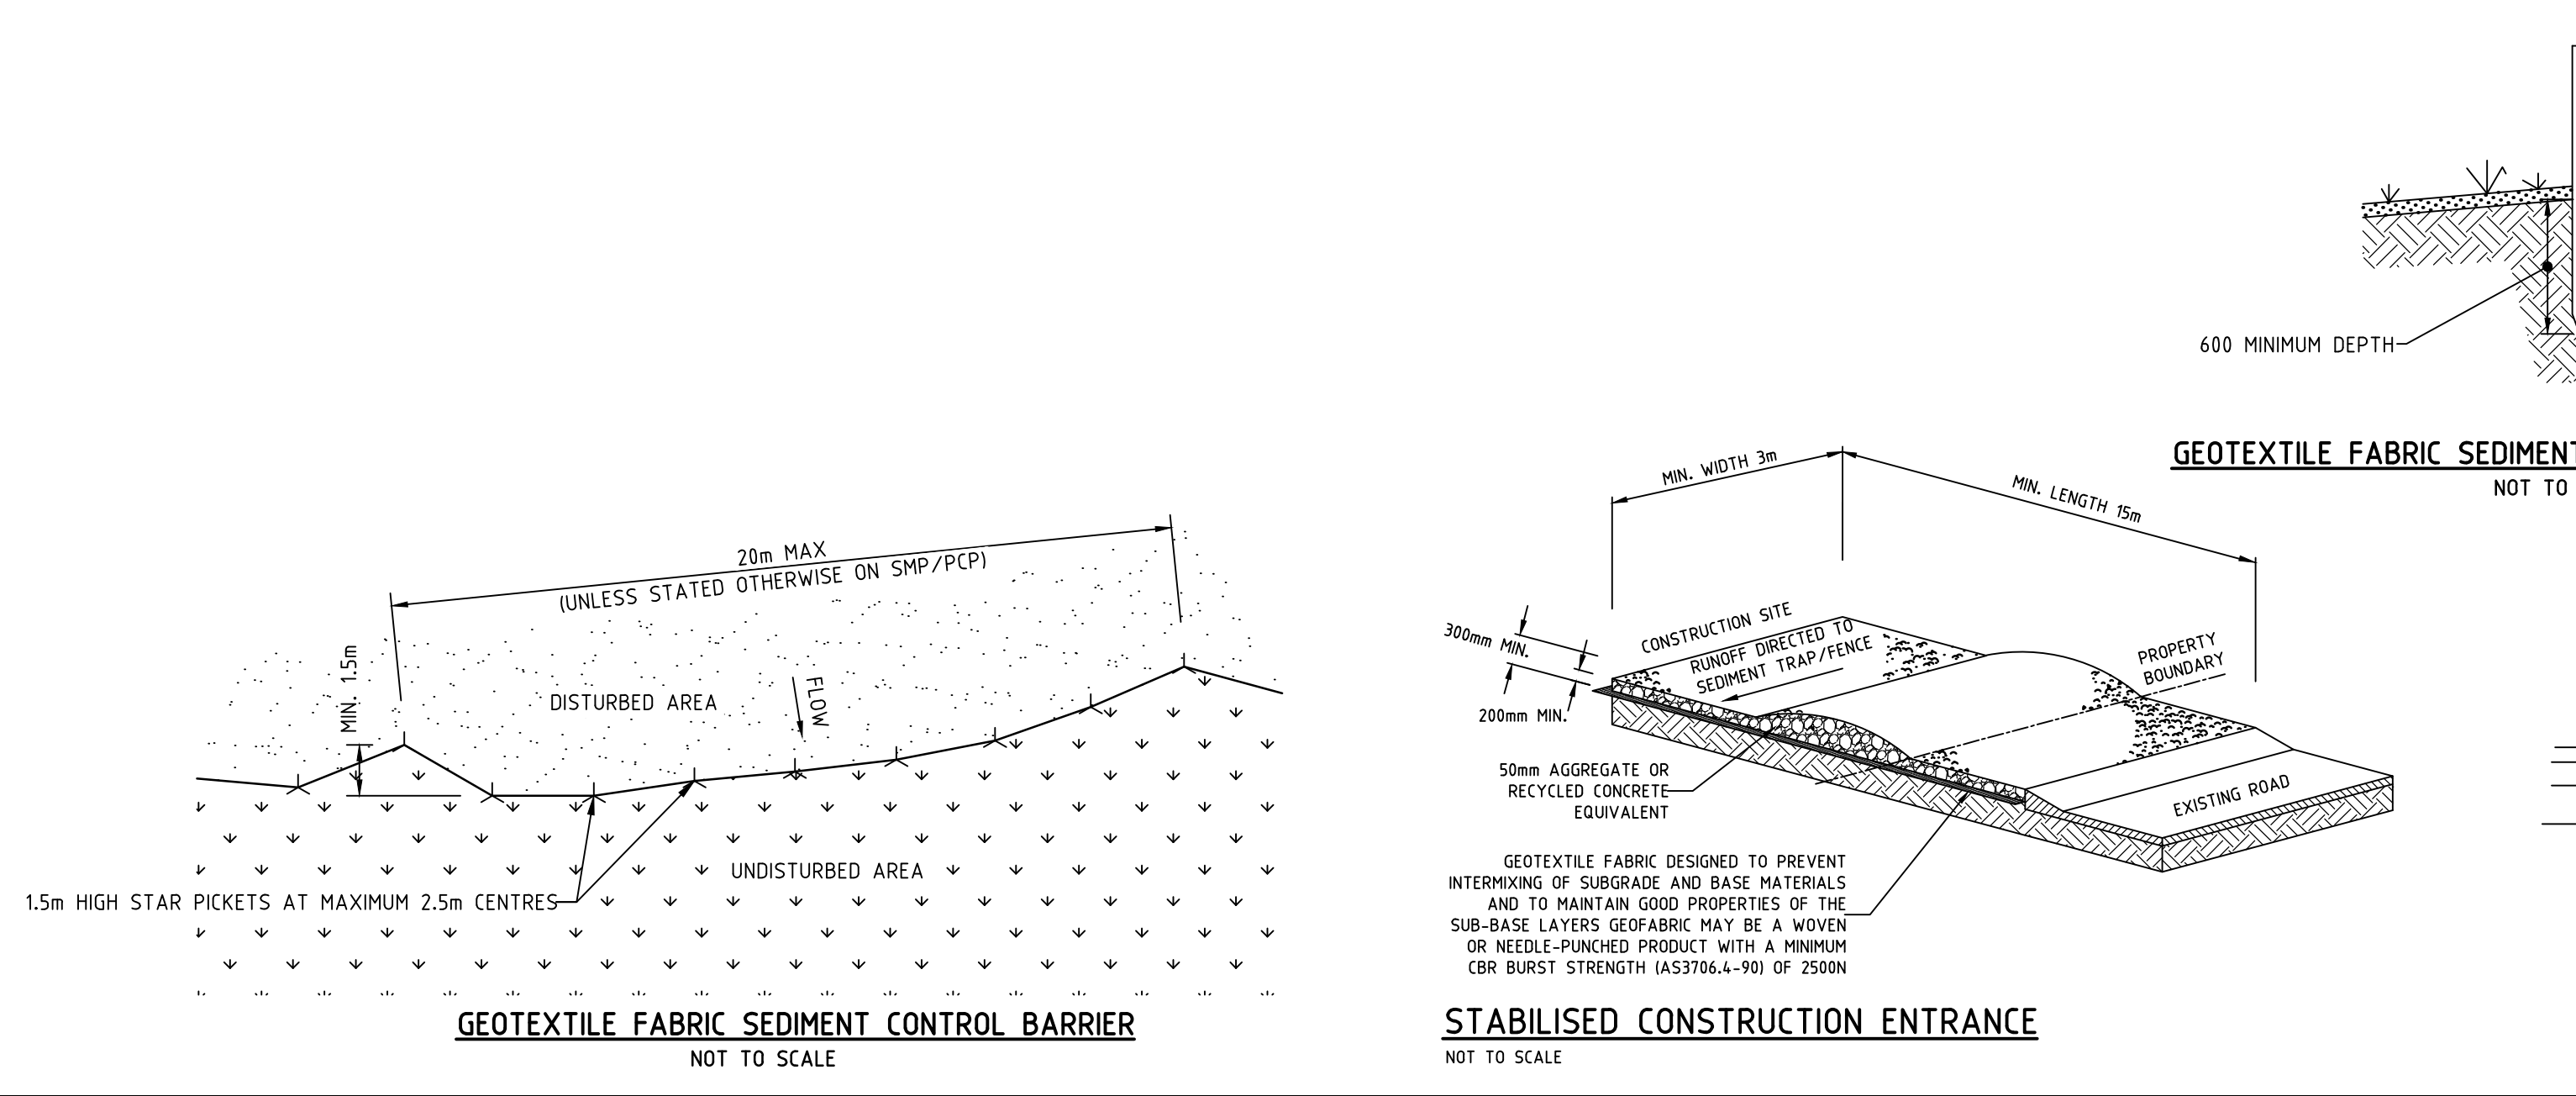 20m MAX
(UNLESS STATED OTHERWISE ON SMP/PCP)
MIN. 1.5m
DISTURBED AREA
FLOW
UNDISTURBED AREA
1.5m HIGH STAR PICKETS AT MAXIMUM 2.5m CENTRES
GEOTEXTILE FABRIC SEDIMENT CONTROL BARRIER
NOT TO SCALE
600 MINIMUM DEPTH
GEOTEXTILE FABRIC SEDIMENT
NOT TO
MIN. WIDTH 3m
MIN. LENGTH 15m
300mm MIN.
200mm MIN.
CONSTRUCTION SITE
RUNOFF DIRECTED TO
SEDIMENT TRAP/FENCE
PROPERTY
BOUNDARY
EXISTING ROAD
50mm AGGREGATE OR
RECYCLED CONCRETE
EQUIVALENT
GEOTEXTILE FABRIC DESIGNED TO PREVENT
INTERMIXING OF SUBGRADE AND BASE MATERIALS
AND TO MAINTAIN GOOD PROPERTIES OF THE
SUB-BASE LAYERS GEOFABRIC MAY BE A WOVEN
OR NEEDLE-PUNCHED PRODUCT WITH A MINIMUM
CBR BURST STRENGTH (AS3706.4-90) OF 2500N
STABILISED CONSTRUCTION ENTRANCE
NOT TO SCALE